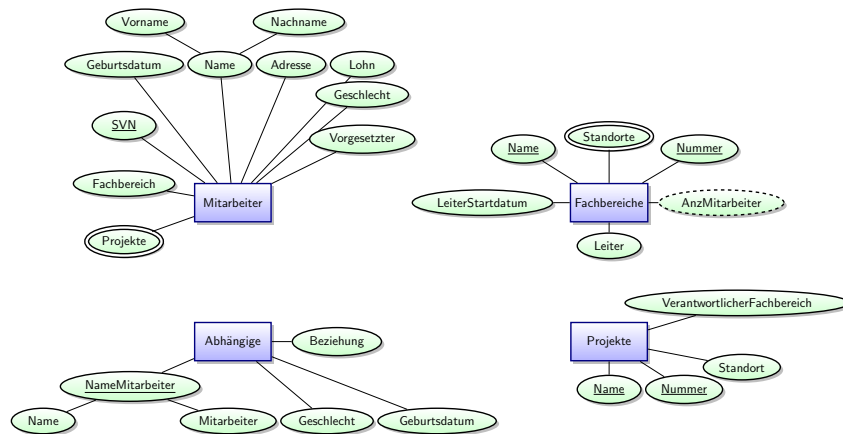 Vorname
Nachname
Geburtsdatum
Name
Adresse
Lohn
Geschlecht
SVN
Vorgesetzter
Fachbereich
Mitarbeiter
Projekte
Standorte
Name
Nummer
LeiterStartdatum
Fachbereiche
AnzMitarbeiter
Leiter
Abhängige
Beziehung
NameMitarbeiter
Name
Mitarbeiter
Geschlecht
Geburtsdatum
VerantwortlicherFachbereich
Projekte
Standort
Name
Nummer